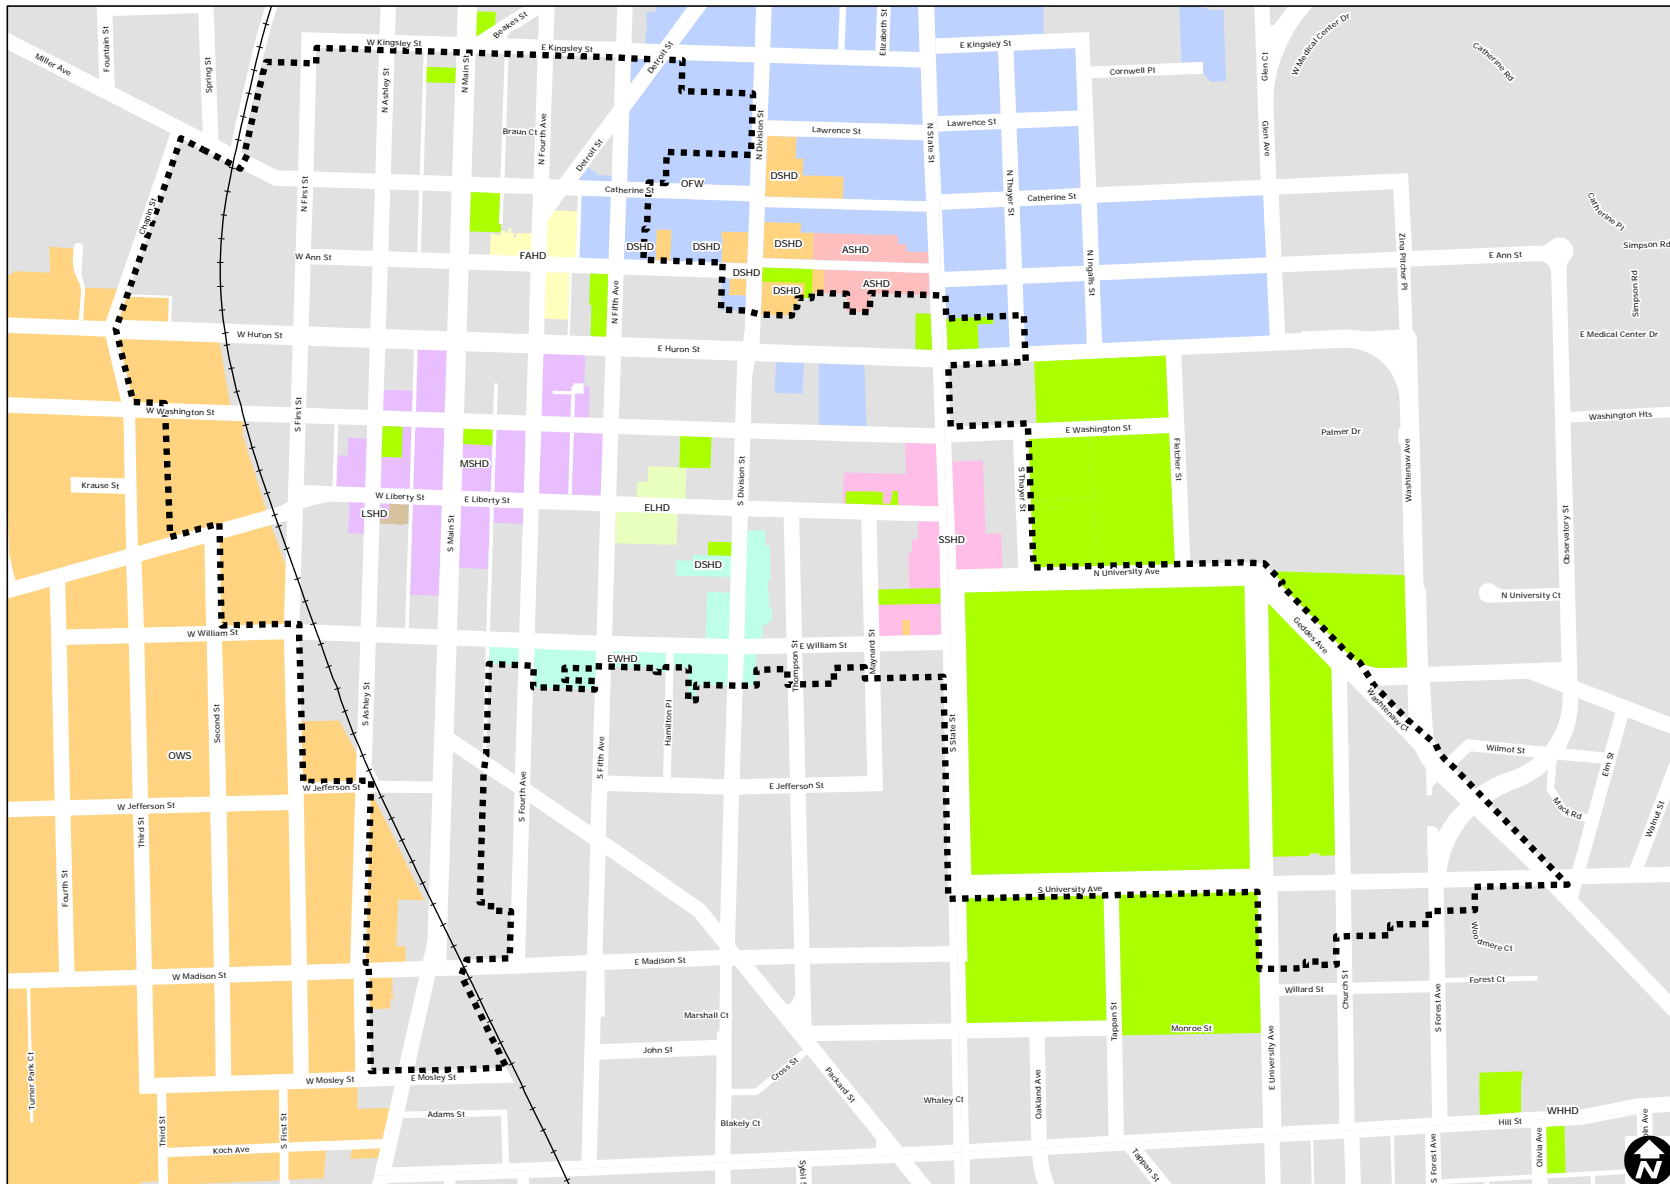 Fountain St
Spring St
Miller Ave
W Kingsley St
N Ashley St
N Main St
Beakes St
E Kingsley St
Detroit St
Elizabeth St
E Kingsley St
Cornwell Pl
Glen Ct
W Medical Center Dr
Catherine Rd
Braun Ct
N Fourth Ave
Detroit St
N Division St
Lawrence St
N State St
Lawrence St
Glen Ave
N First St
Chapin St
Catherine St
OFW
DSHD
N Thayer St
Catherine St
Catherine Pl
Simpson Rd
W Ann St
FAHD
DSHD
DSHD
DSHD
ASHD
DSHD
DSHD
ASHD
N Ingalls St
Zina Pitcher Pl
E Ann St
Simpson Rd
N Fifth Ave
W Huron St
E Huron St
E Medical Center Dr
W Washington St
S First St
E Washington St
Palmer Dr
Washington Hts
Krause St
MSHD
S Division St
S Thayer St
Fletcher St
Washtenaw Ave
W Liberty St
E Liberty St
LSHD
ELHD
S Main St
SSHD
Observatory St
DSHD
N University Ave
N University Ct
W William St
EWHD
E William St
Thompson St
Maynard St
Geddes Ave
Washtenaw Ct
S Ashley St
Second St
OWS
Hamilton Pl
S Fifth Ave
S State St
Wilmot St
Elm St
W Jefferson St
W Jefferson St
E Jefferson St
S Fourth Ave
Mack Rd
Walnut St
Third St
Fourth St
S University Ave
Woodmere Ct
W Madison St
E Madison St
Willard St
Church St
Forest Ct
S Forest Ave
Marshall Ct
Tappan St
Monroe St
E University Ave
John St
Cross St
Packard St
Turner Park Ct
W Mosley St
E Mosley St
Oakland Ave
Whaley Ct
Adams St
Blakely Ct
WHHD
Hill St
Third St
S First St
Koch Ave
Tappan St
S Forest Ave
Olivia Ave
N